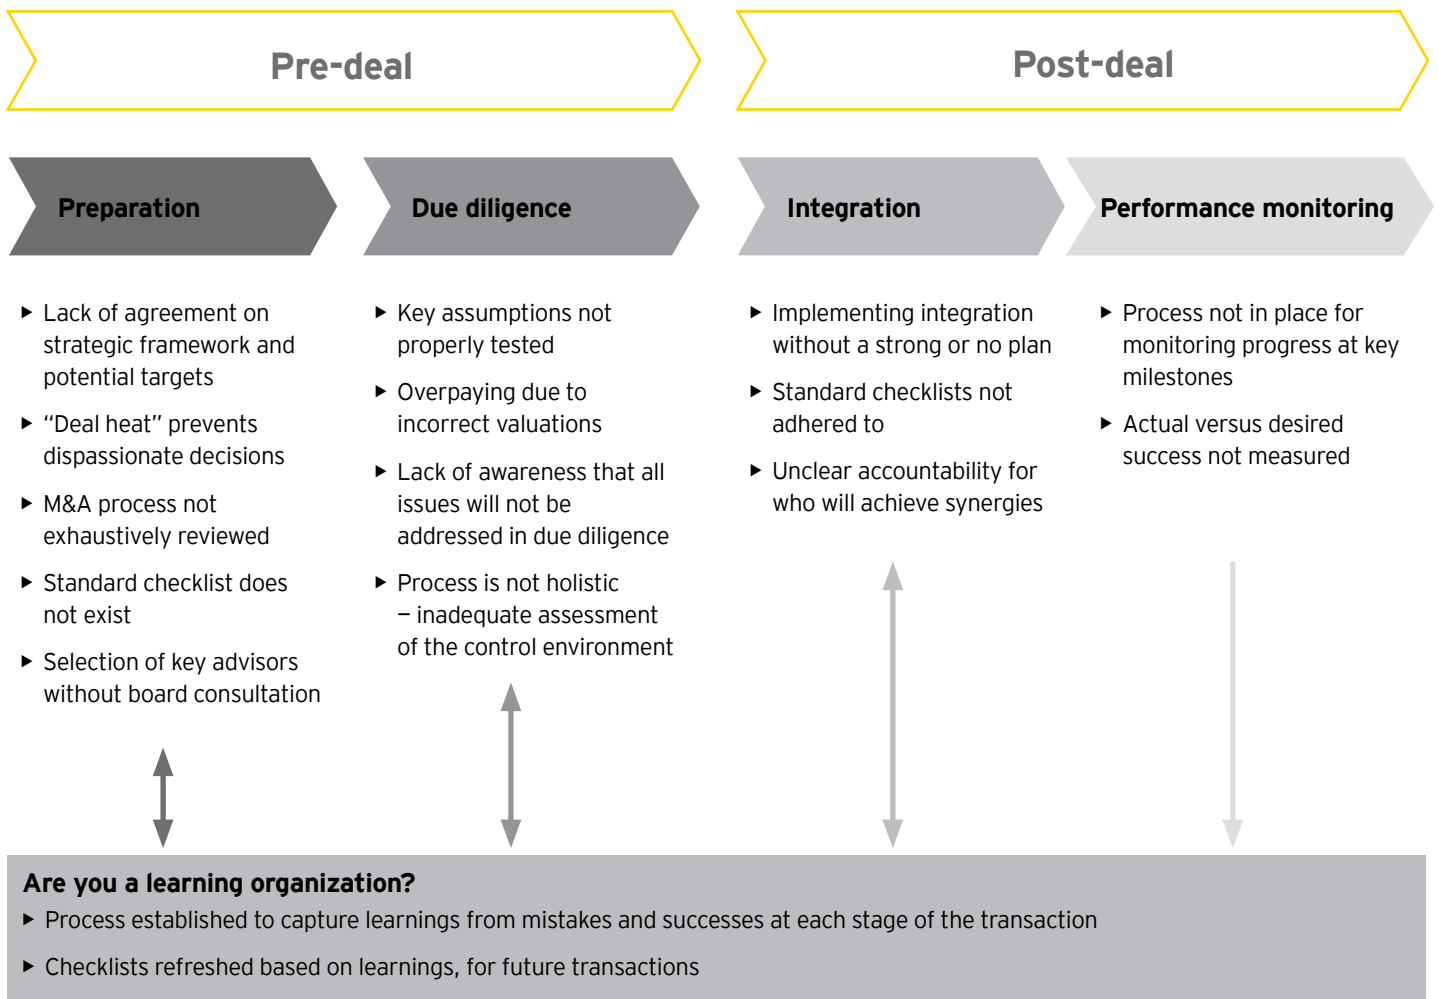 Pre-deal
Post-deal
Preparation
Due diligence
Integration
Performance monitoring
▶ Lack of agreement on
strategic framework and
potential targets
▶ “Deal heat” prevents
dispassionate decisions
▶ M&A process not
exhaustively reviewed
▶ Standard checklist does
not exist
▶ Selection of key advisors
without board consultation
▶ Key assumptions not
properly tested
▶ Overpaying due to
incorrect valuations
▶ Lack of awareness that all
issues will not be
addressed in due diligence
▶ Process is not holistic
– inadequate assessment
of the control environment
▶ Implementing integration
without a strong or no plan
▶ Standard checklists not
adhered to
▶ Unclear accountability for
who will achieve synergies
▶ Process not in place for
monitoring progress at key
milestones
▶ Actual versus desired
success not measured
Are you a learning organization?
▶ Process established to capture learnings from mistakes and successes at each stage of the transaction
▶ Checklists refreshed based on learnings, for future transactions